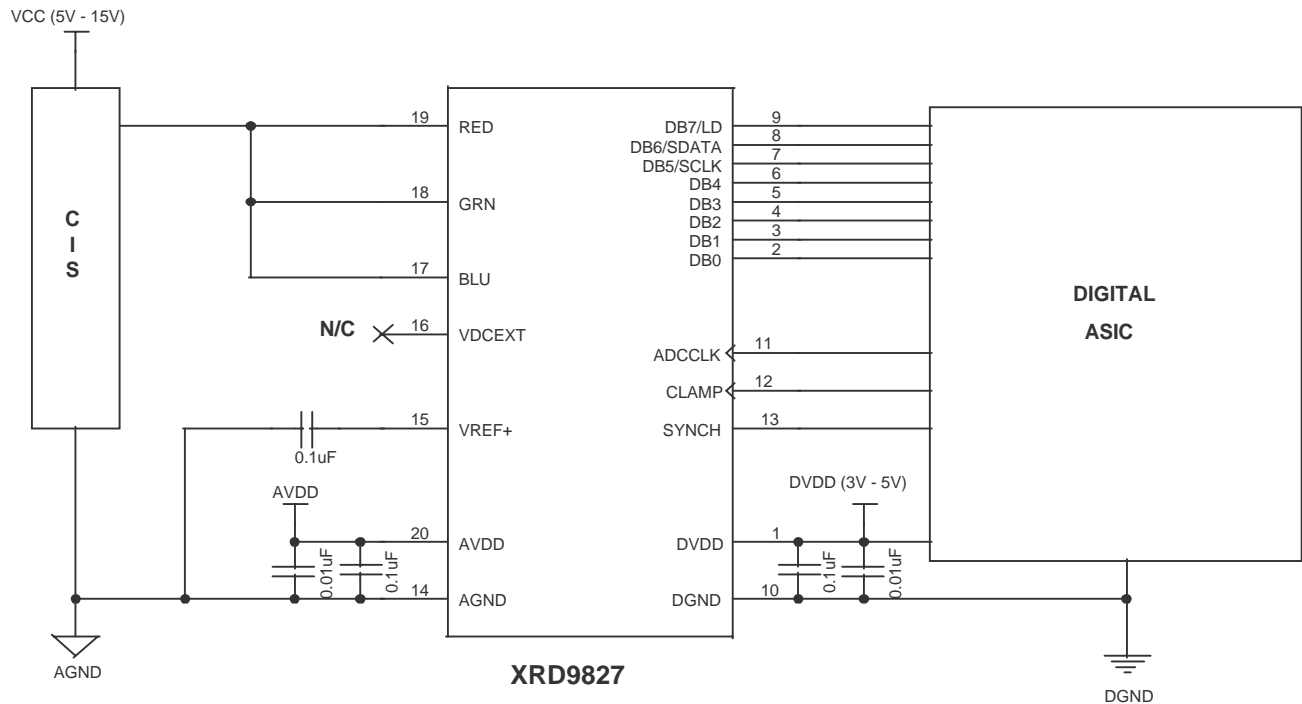 VCC (5V - 15V)
C
I
S
19 RED
18 GRN
17 BLU
N/C 16 VDCEXT
15 VREF+
0.1uF
AVDD
20 AVDD
0.01uF
0.1uF
14 AGND
AGND
DB7/LD 9
DB6/SDATA 8
DB5/SCLK 7
DB4 6
DB3 5
DB2 4
DB1 3
DB0 2
ADCCLK 11
CLAMP 12
SYNCH 13
DVDD (3V - 5V)
DVDD 1
0.1uF
0.01uF
DGND 10
DIGITAL
ASIC
DGND
XRD9827